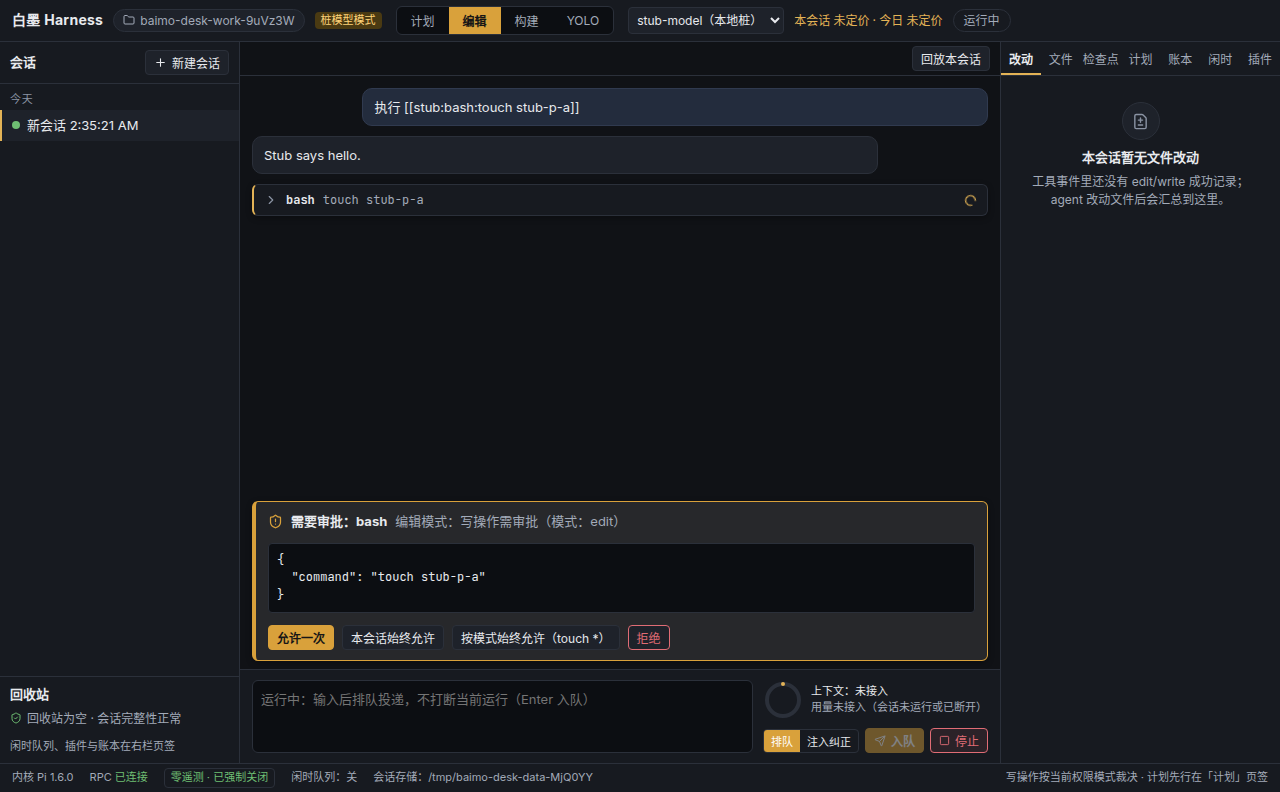 白墨 Harness
baimo-desk-work-9uVz3W
桩模型模式
计划 编辑 构建 YOLO
stub-model（本地桩）
本会话 未定价 · 今日 未定价
运行中
会话
新建会话
今天
新会话 2:35:21 AM
回收站
回收站为空 · 会话完整性正常
闲时队列、插件与账本在右栏页签
回放本会话
执行 [[stub:bash:touch stub-p-a]]
Stub says hello.
bash touch stub-p-a
需要审批：bash 编辑模式：写操作需审批（模式：edit）
{
"command": "touch stub-p-a"
}
允许一次 本会话始终允许 按模式始终允许（touch *） 拒绝
运行中：输入后排队投递，不打断当前运行（Enter 入队）
上下文：未接入
用量未接入（会话未运行或已断开）
排队 注入纠正 入队 停止
改动 文件 检查点 计划 账本 闲时 插件
本会话暂无文件改动
工具事件里还没有 edit/write 成功记录；
agent 改动文件后会汇总到这里。
内核 Pi 1.6.0 RPC 已连接 零遥测 · 已强制关闭 闲时队列：关 会话存储：/tmp/baimo-desk-data-MjQ0YY
写操作按当前权限模式裁决 · 计划先行在「计划」页签